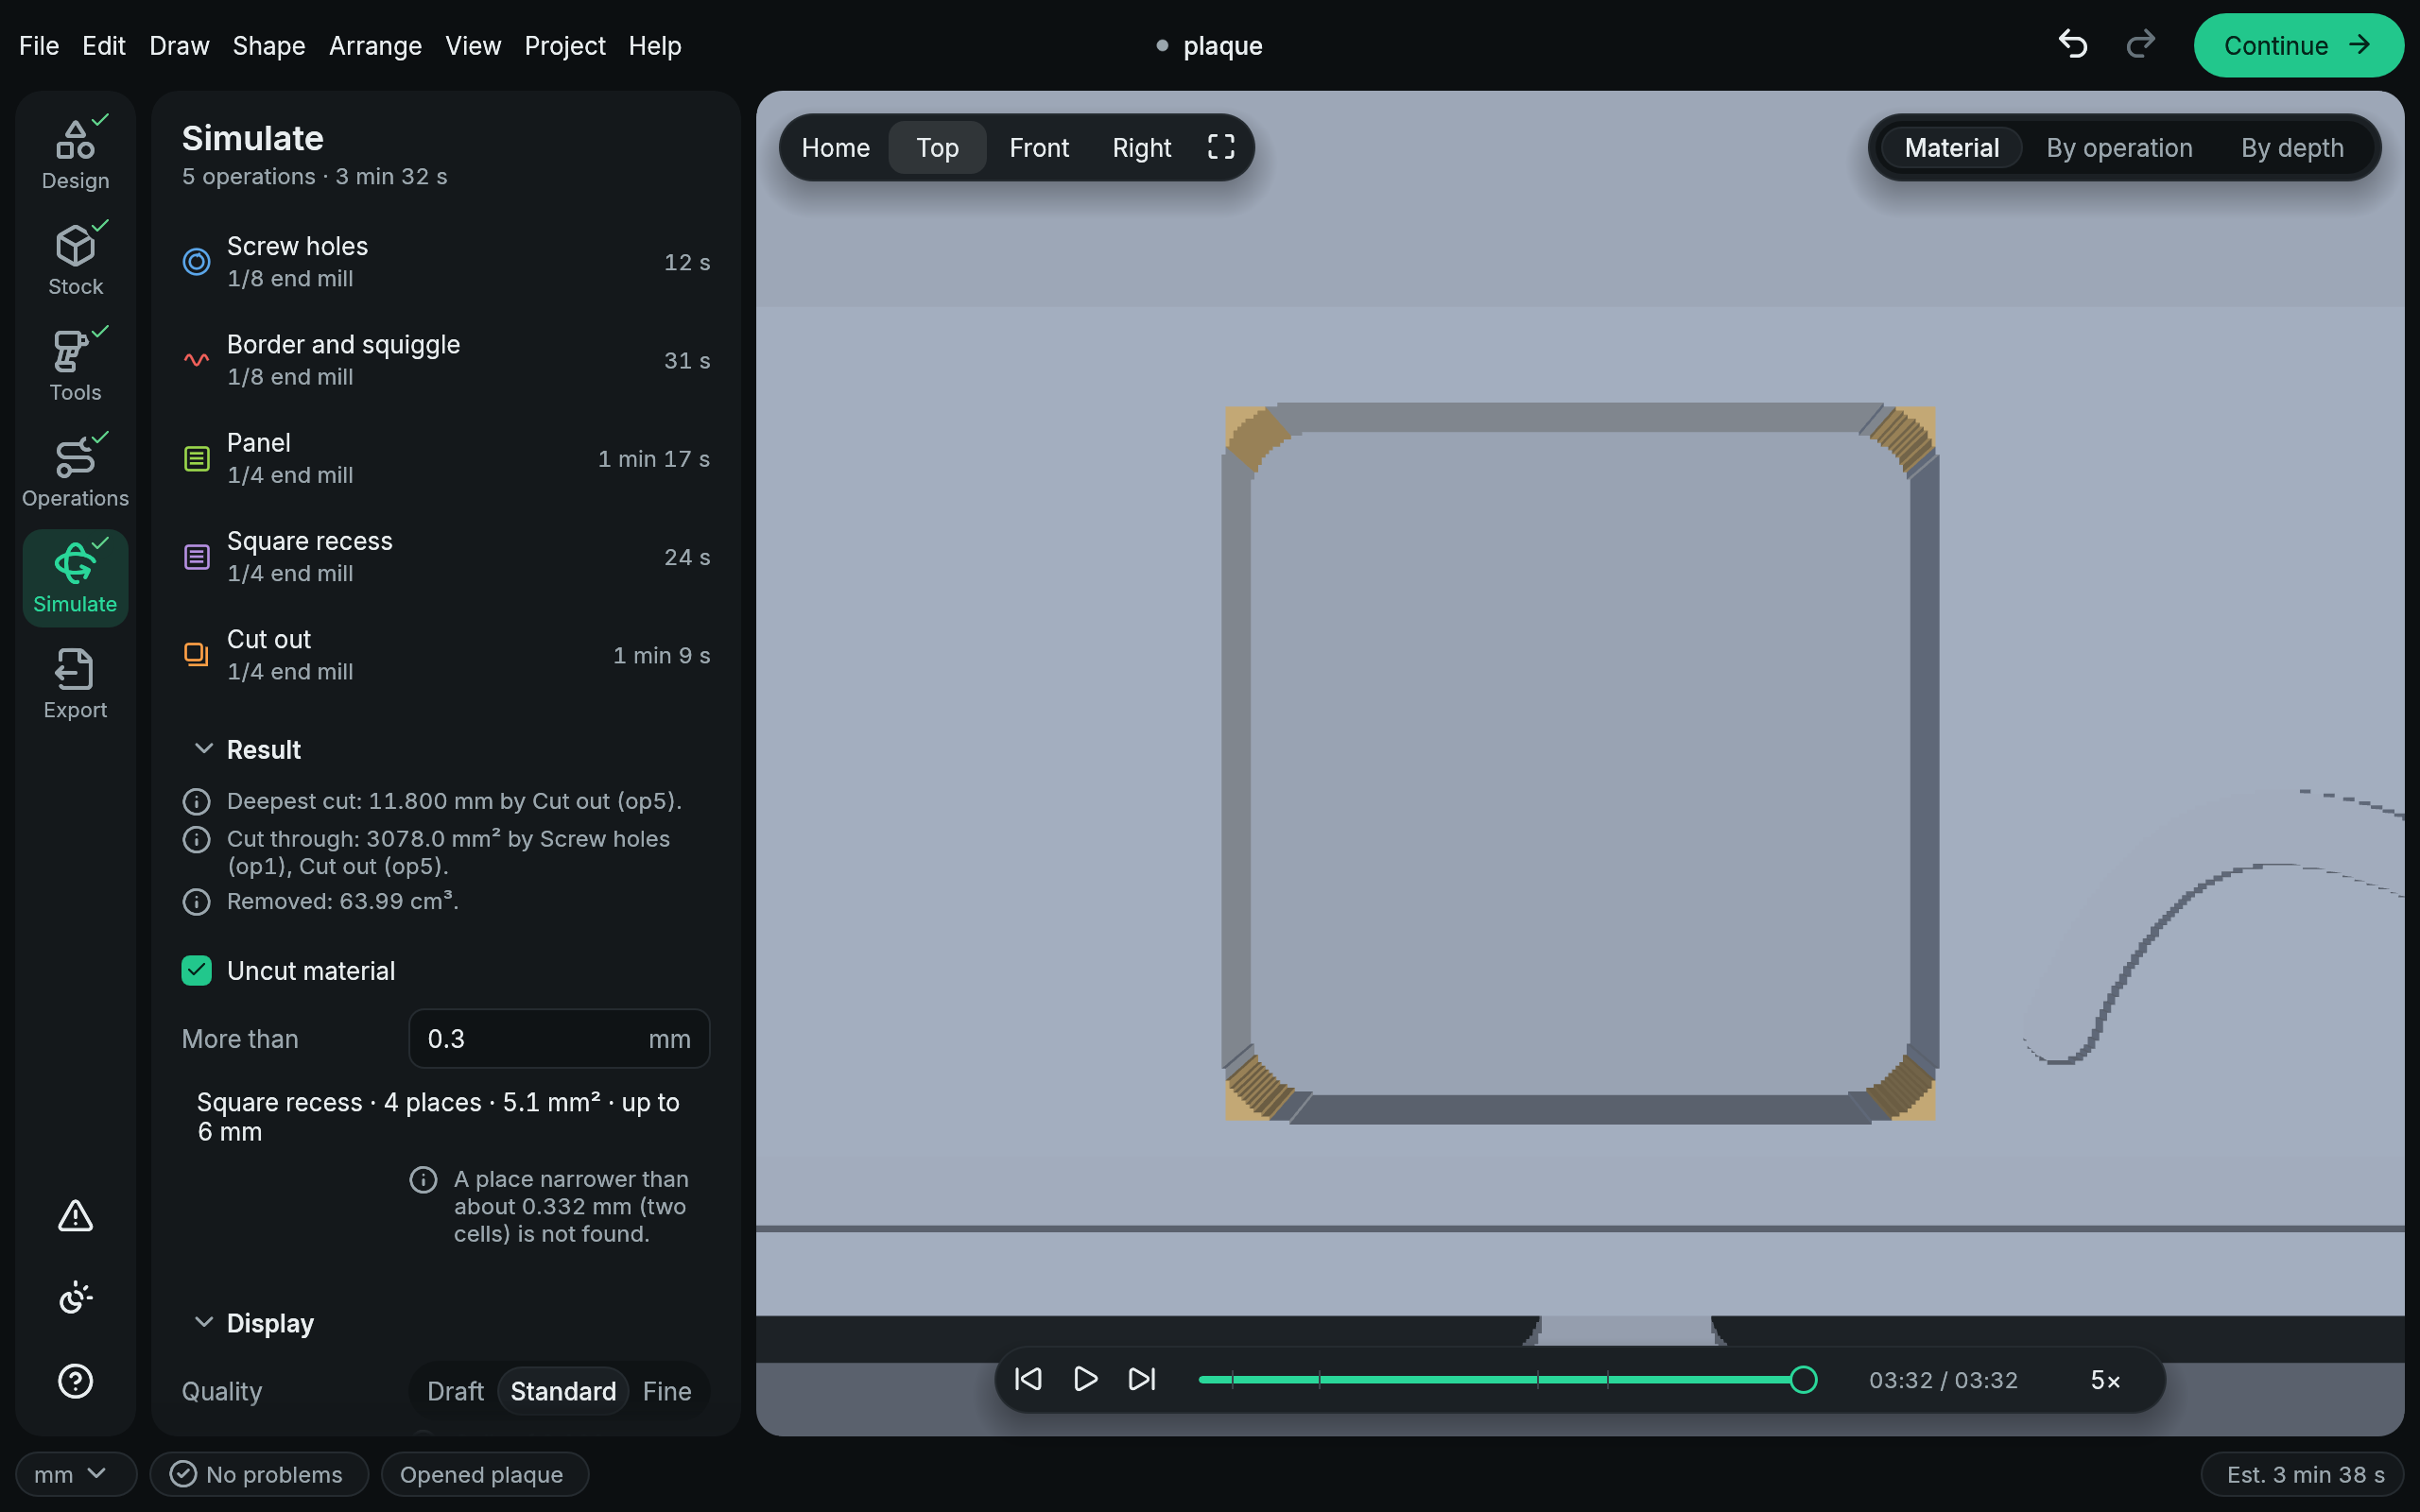 File Edit Draw Shape Arrange View Project Help
plaque
Continue
Design
Stock
Tools
Operations
Simulate
Export
Simulate
5 operations · 3 min 32 s
Screw holes
1/8 end mill
12 s
Border and squiggle
1/8 end mill
31 s
Panel
1/4 end mill
1 min 17 s
Square recess
1/4 end mill
24 s
Cut out
1/4 end mill
1 min 9 s
Result
Deepest cut: 11.800 mm by Cut out (op5).
Cut through: 3078.0 mm² by Screw holes
(op1), Cut out (op5).
Removed: 63.99 cm³.
Uncut material
More than 0.3 mm
Square recess · 4 places · 5.1 mm² · up to
6 mm
A place narrower than
about 0.332 mm (two
cells) is not found.
Display
Quality Draft Standard Fine
Home Top Front Right
Material By operation By depth
03:32 / 03:32 5×
mm
No problems
Opened plaque
Est. 3 min 38 s